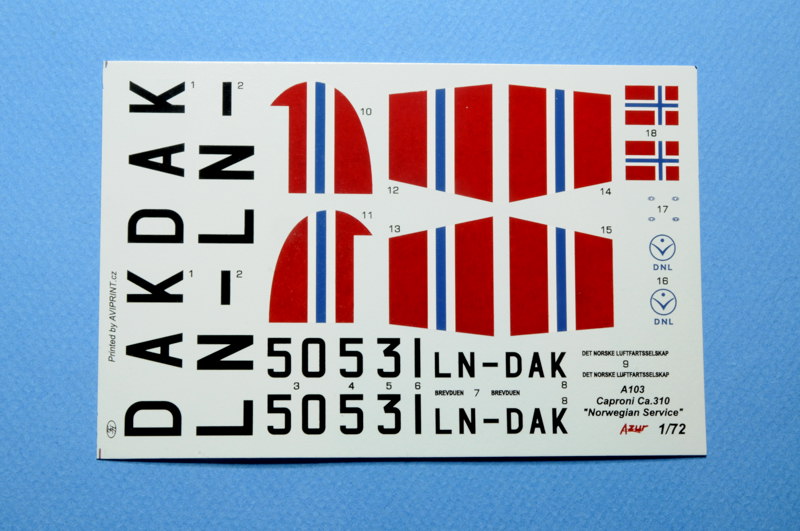 DAK
1
DAK
1
LN-
2
LN-
2
Printed by AVIPRINT.cz
10
11
12
13
14
15
18
17
DNL
16
DNL
50531
LN-DAK
8
3 4 5 6
50531
LN-DAK
8
BREVDUEN 7 BREVDUEN
DET NORSKE LUFTFARTSSELSKAP
9
DET NORSKE LUFTFARTSSELSKAP
A103
Caproni Ca.310
"Norwegian Service"
Azur 1/72